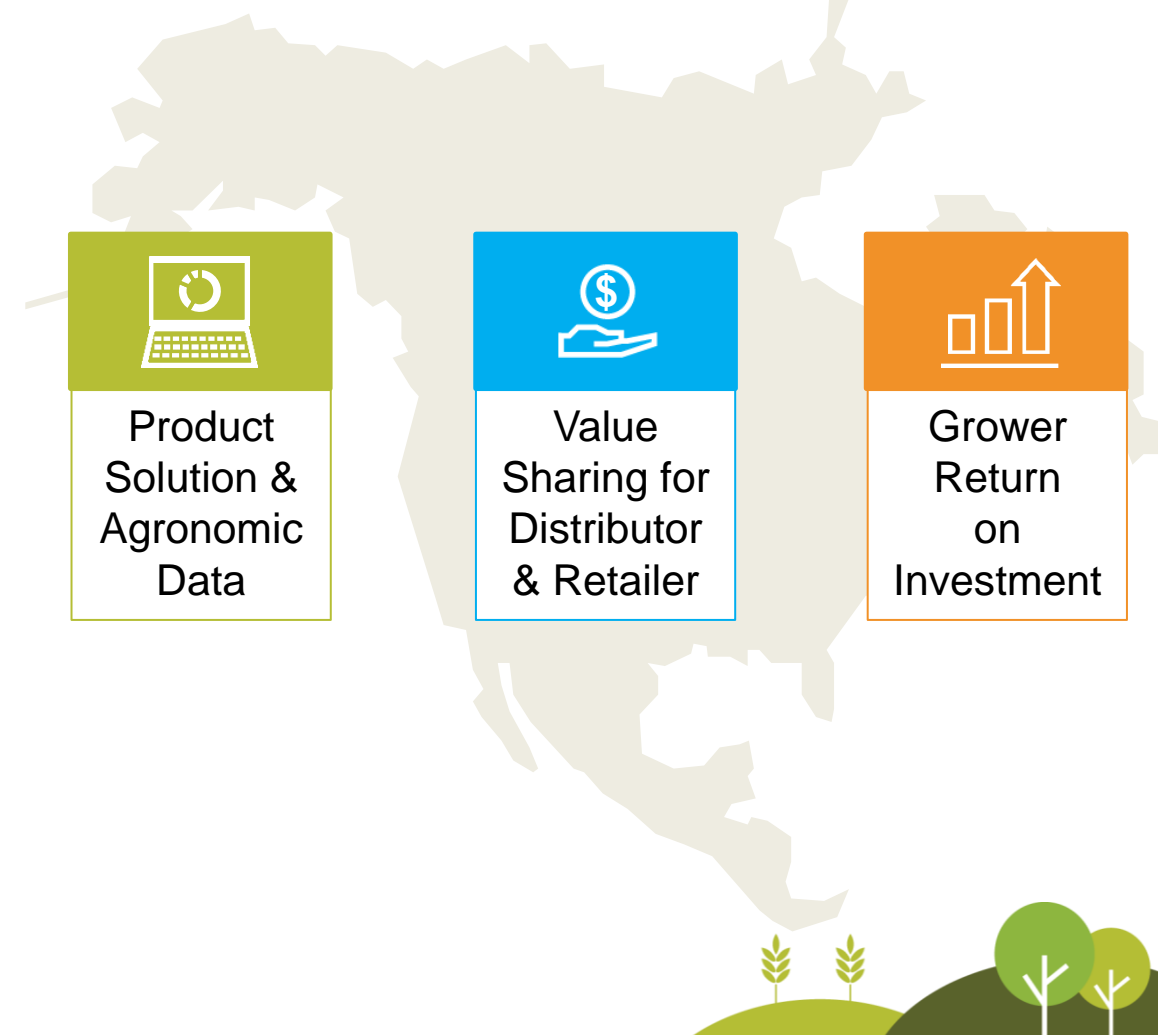 $
Product
Solution &
Agronomic
Data
Value
Sharing for
Distributor
& Retailer
Grower
Return
on
Investment